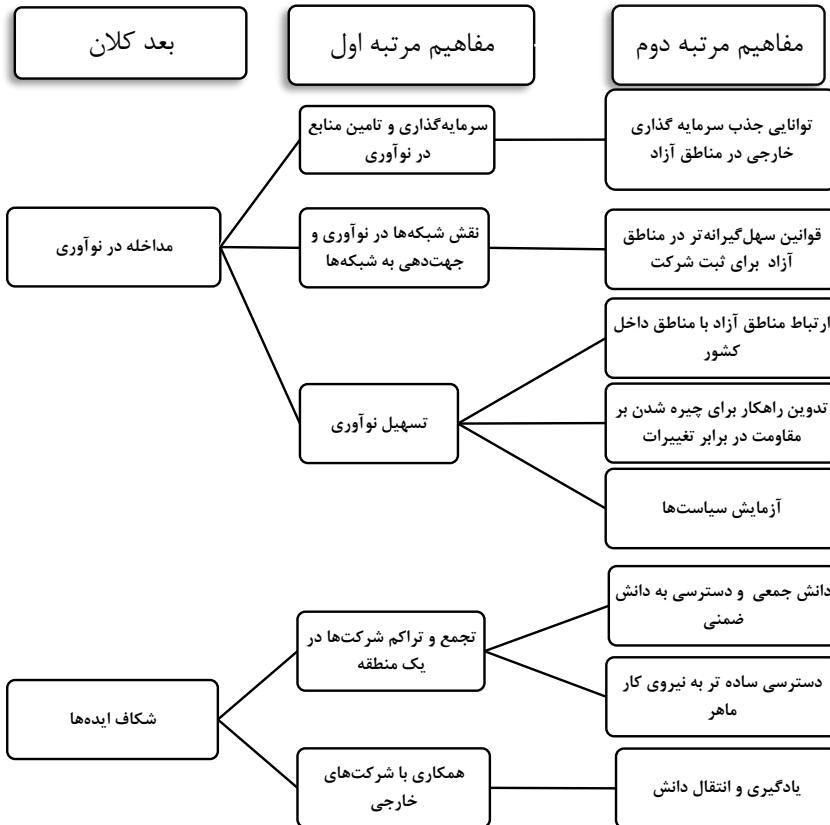 مفاهیم مرتبه دوم
مفاهیم مرتبه اول
بعد کلان
توانایی جذب سرمایه گذاری
خارجی در مناطق آزاد
سرمایه‌گذاری و تامین منابع
در نوآوری
قوانین سهل‌گیرانه‌تر در مناطق
آزاد برای ثبت شرکت
نقش شبکه‌ها در نوآوری و
جهت‌دهی به شبکه‌ها
مداخله در نوآوری
ارتباط مناطق آزاد با مناطق داخل
کشور
تدوین راهکار برای چیره شدن بر
مقاومت در برابر تغییرات
تسهیل نوآوری
آزمایش سیاست‌ها
دانش جمعی و دسترسی به دانش
ضمنی
تجمع و تراکم شرکت‌ها در
یک منطقه
دسترسی ساده تر به نیروی کار
ماهر
شکاف ایده‌ها
همکاری با شرکت‌های
خارجی
یادگیری و انتقال دانش